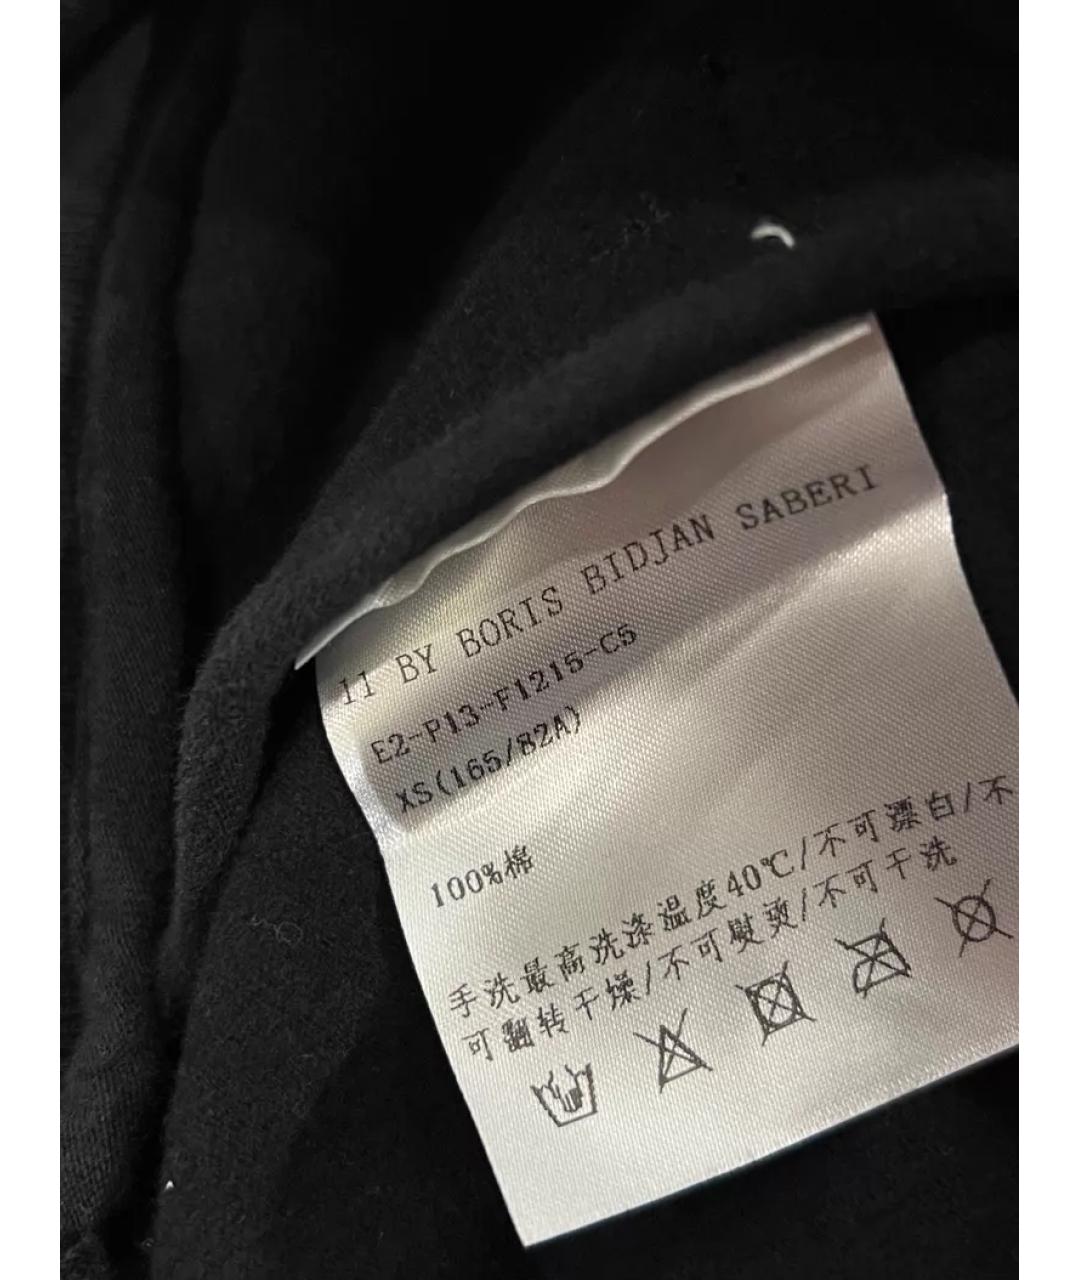 11 BY BORIS BIDJAN SABERI
E2-P13-F1215-C5
XS(165/82A)
100%棉
手洗最高洗涤温度40℃/不可漂白/不
可翻转干燥/不可熨烫/不可干洗